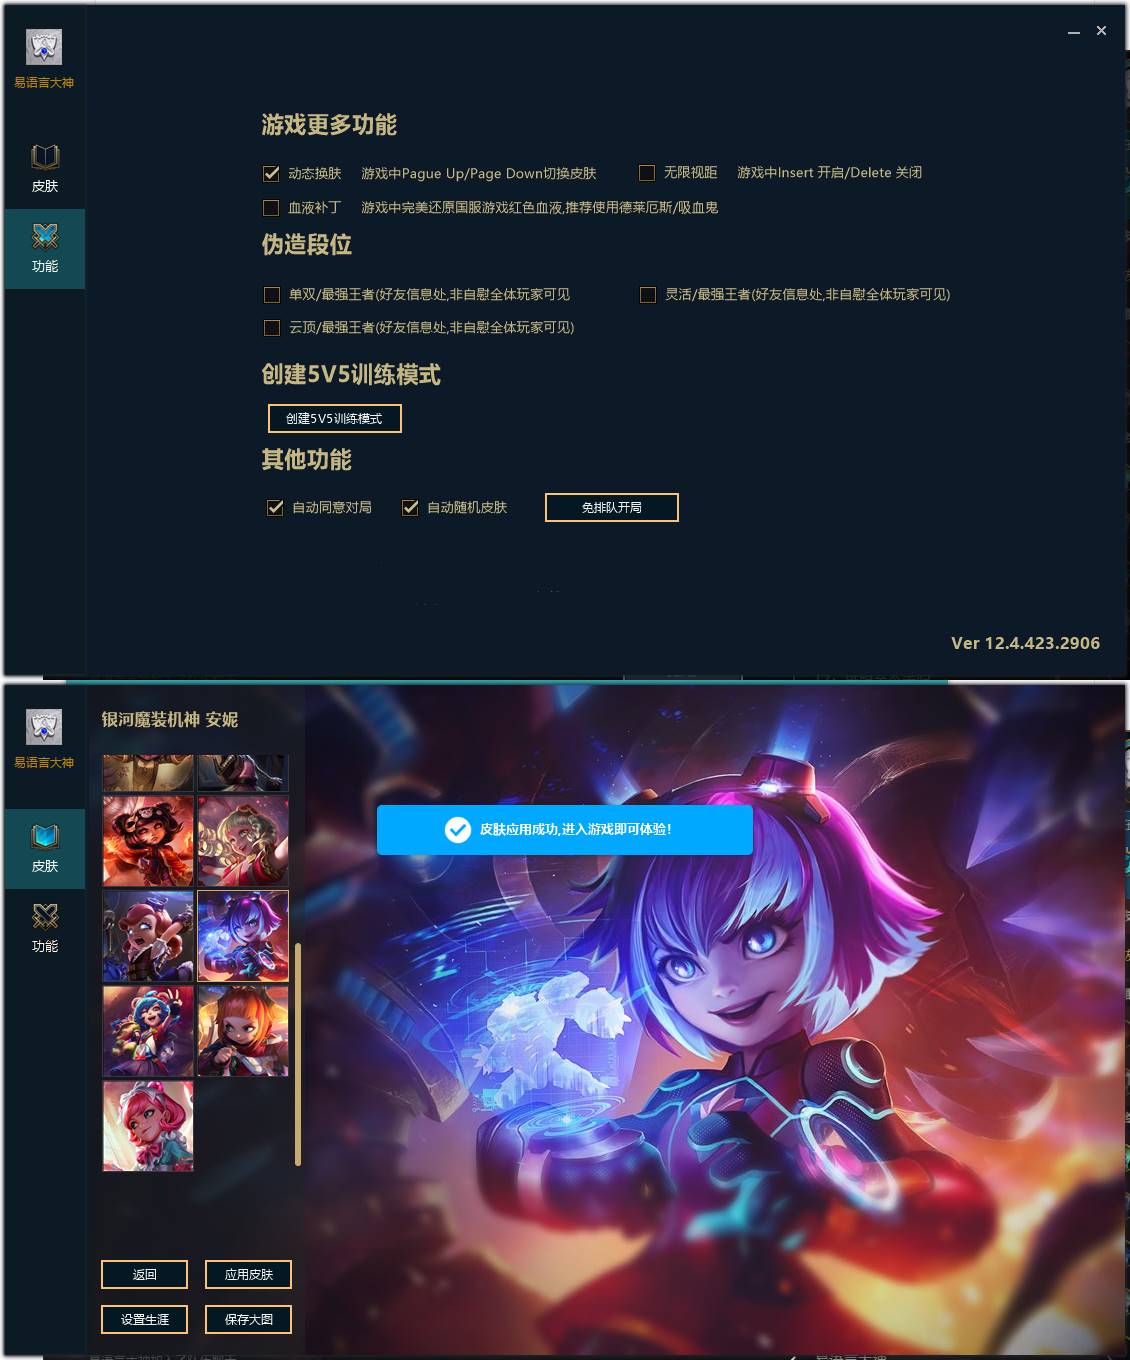 易语言大神
皮肤
功能
游戏更多功能
动态换肤 游戏中Pague Up/Page Down切换皮肤 无限视距 游戏中Insert 开启/Delete 关闭
血液补丁 游戏中完美还原国服游戏红色血液,推荐使用德莱厄斯/吸血鬼
伪造段位
单双/最强王者(好友信息处,非自慰全体玩家可见 灵活/最强王者(好友信息处,非自慰全体玩家可见)
云顶/最强王者(好友信息处,非自慰全体玩家可见)
创建5V5训练模式
创建5V5训练模式
其他功能
自动同意对局 自动随机皮肤 免排队开局
Ver 12.4.423.2906
易语言大神
皮肤
功能
银河魔装机神 安妮
皮肤应用成功,进入游戏即可体验!
返回 应用皮肤
设置生涯 保存大图